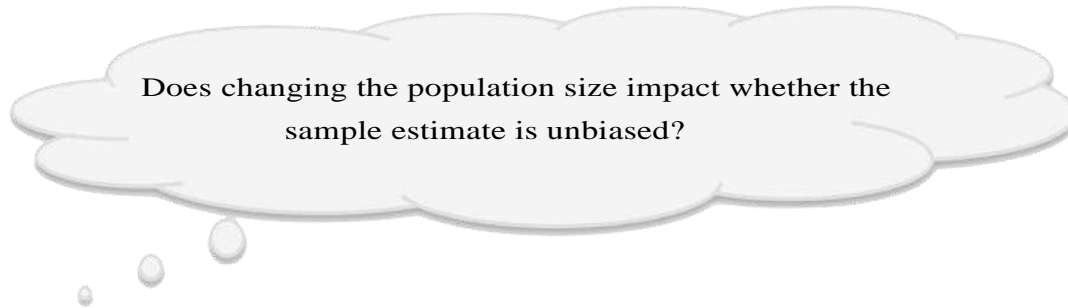 Does changing the population size impact whether the
sample estimate is unbiased?